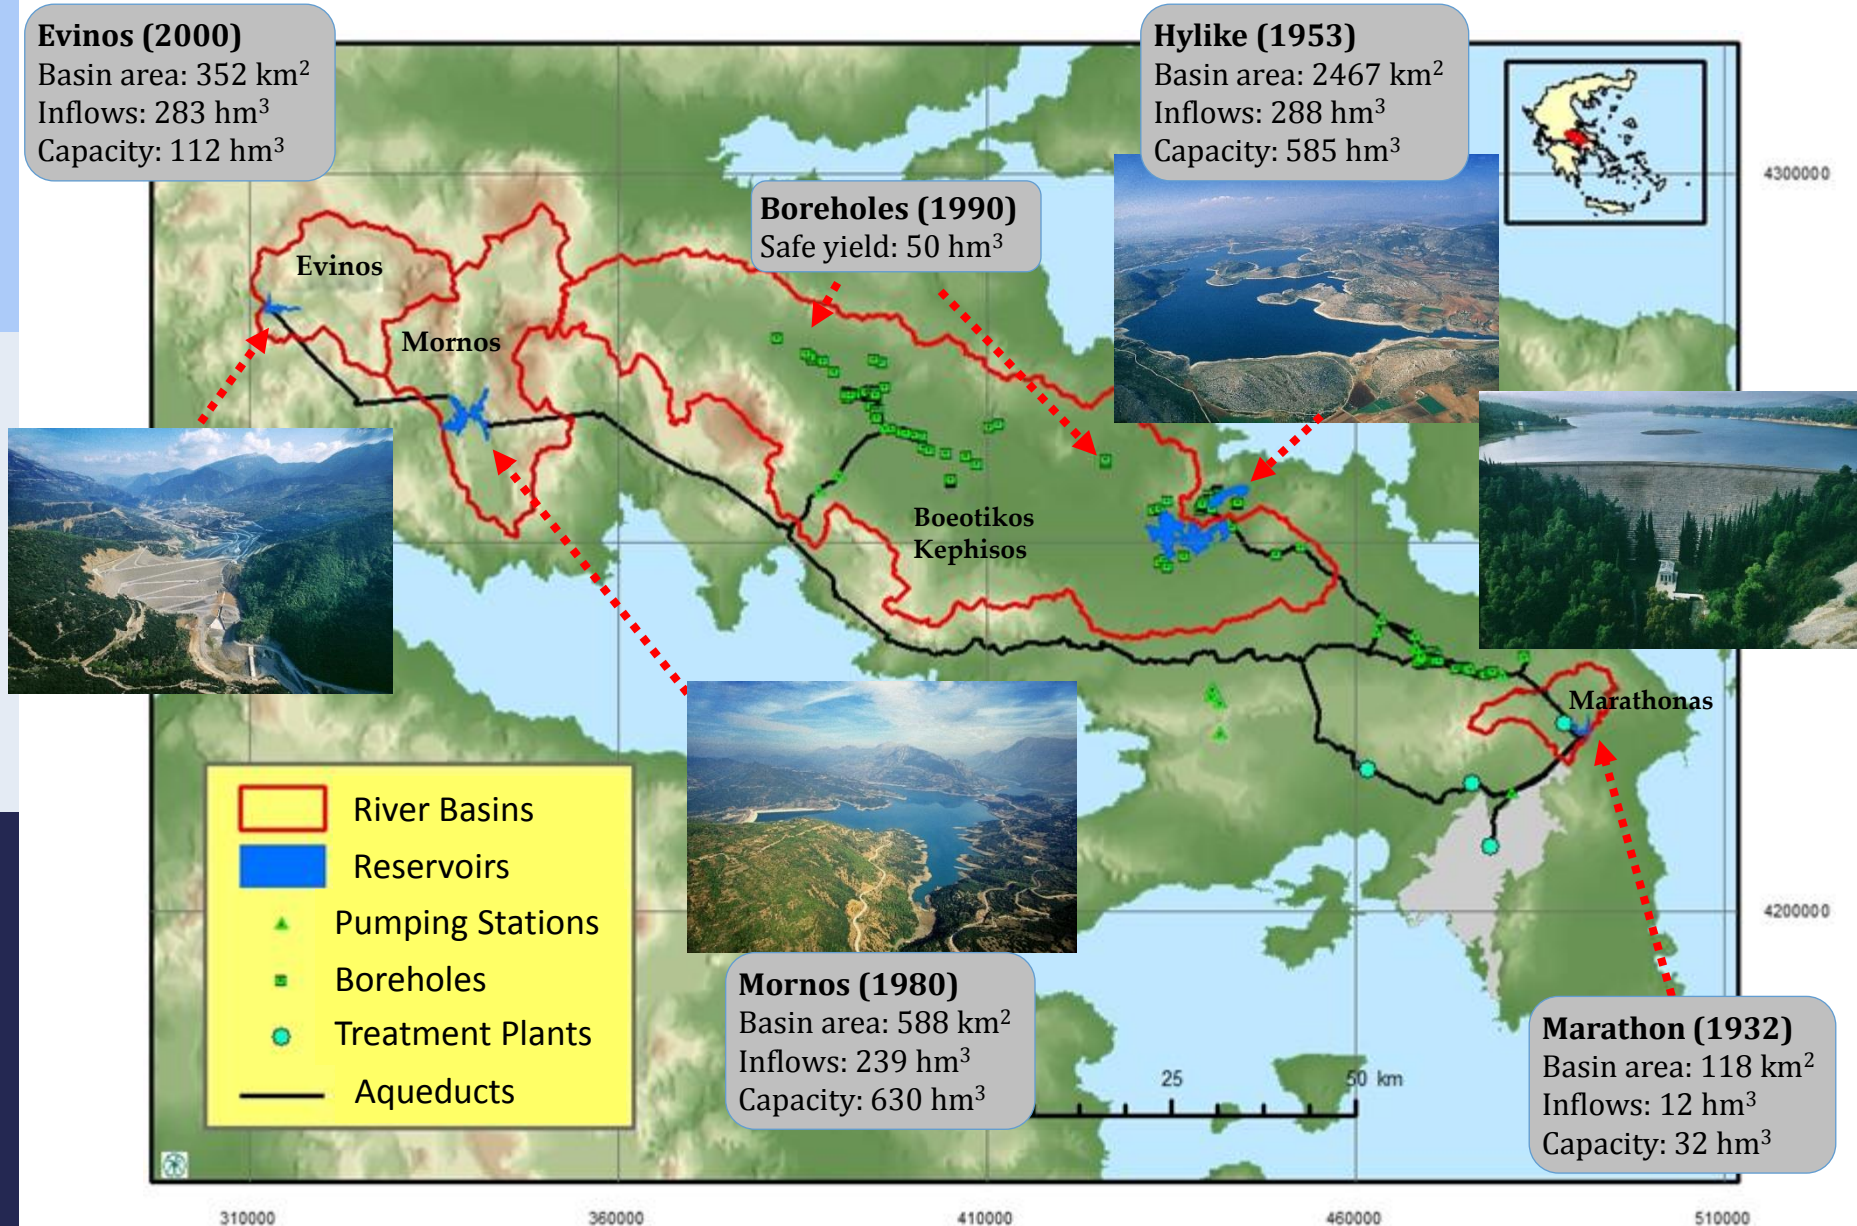 Evinos (2000)
Basin area: 352 km²
Inflows: 283 hm³
Capacity: 112 hm³
Hylike (1953)
Basin area: 2467 km²
Inflows: 288 hm³
Capacity: 585 hm³
Boreholes (1990)
Safe yield: 50 hm³
4300000
Evinos
Mornos
Boeotikos
Kephisos
Marathonas
River Basins
Reservoirs
Pumping Stations
Boreholes
Treatment Plants
Aqueducts
4200000
Mornos (1980)
Basin area: 588 km²
Inflows: 239 hm³
Capacity: 630 hm³
25
50 km
Marathon (1932)
Basin area: 118 km²
Inflows: 12 hm³
Capacity: 32 hm³
310000
360000
410000
460000
510000